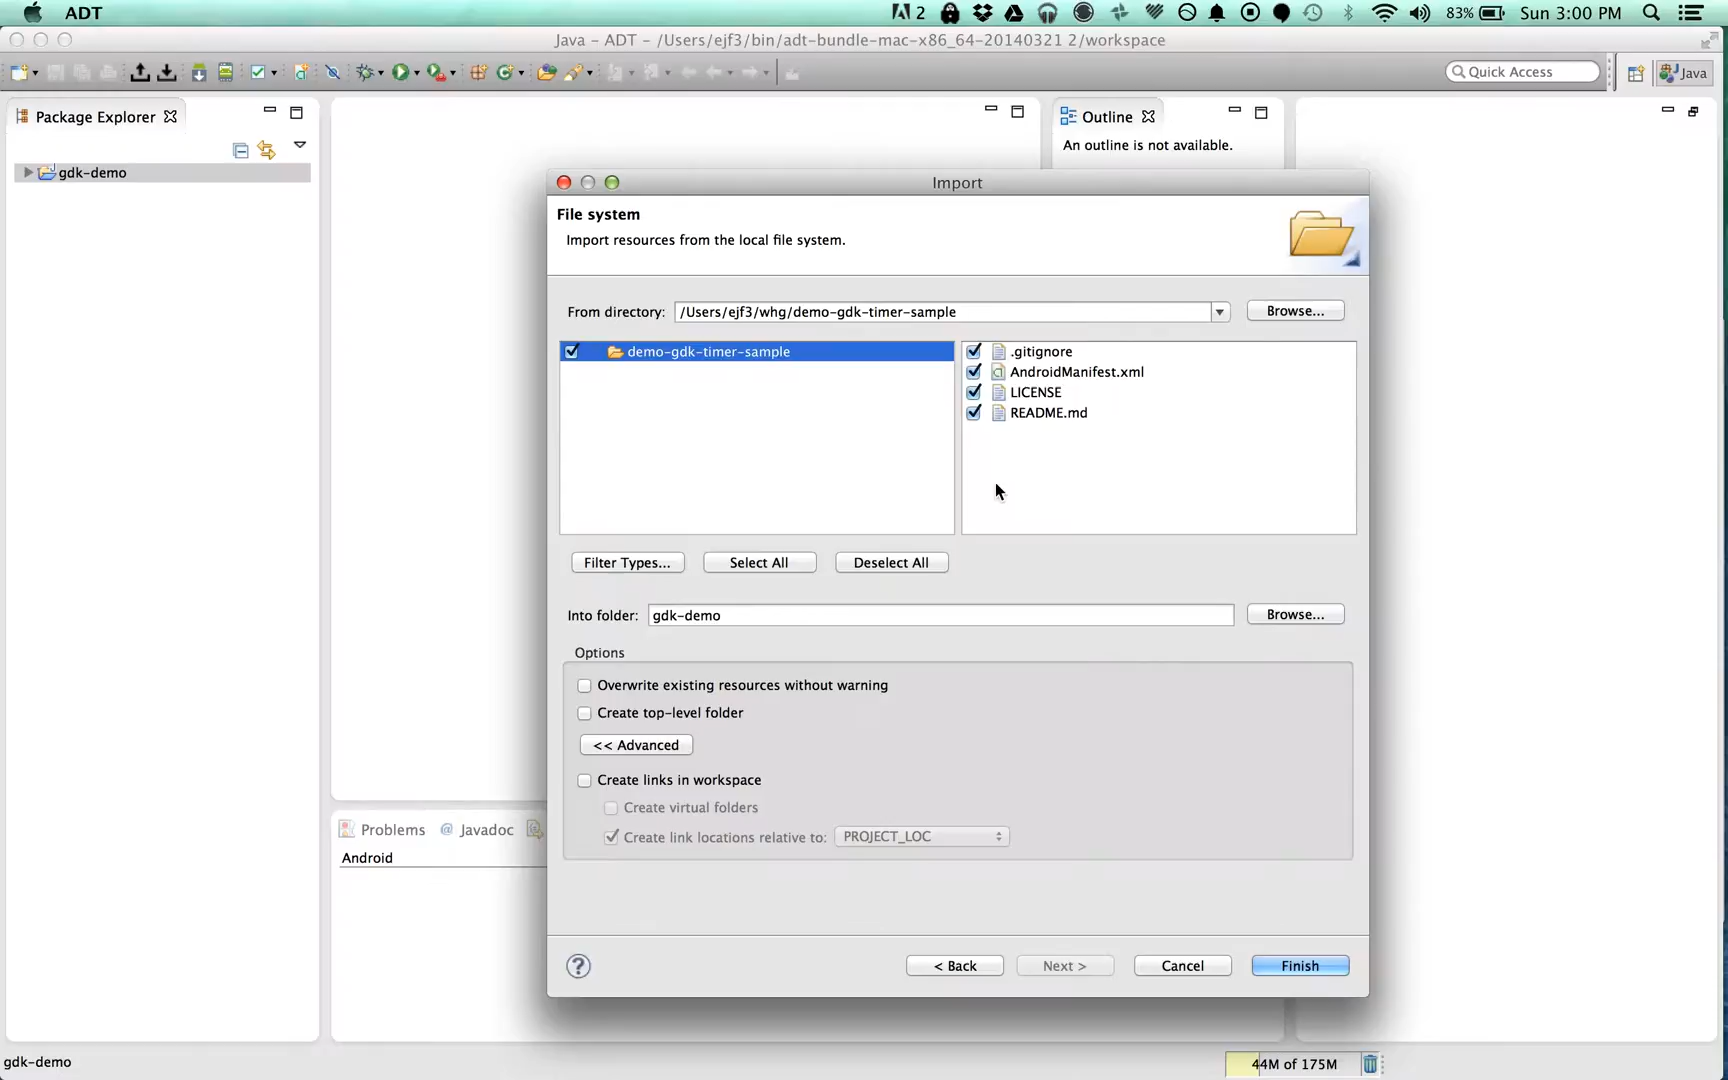 ADT
2
83%
Sun 3:00 PM
Java - ADT - /Users/ejf3/bin/adt-bundle-mac-x86_64-20140321 2/workspace
Quick Access
Java
Package Explorer
gdk-demo
Outline
An outline is not available.
Import
File system
Import resources from the local file system.
From directory: /Users/ejf3/whg/demo-gdk-timer-sample Browse...
demo-gdk-timer-sample
.gitignore
AndroidManifest.xml
LICENSE
README.md
Filter Types... Select All Deselect All
Into folder: gdk-demo Browse...
Options
Overwrite existing resources without warning
Create top-level folder
<< Advanced
Create links in workspace
Create virtual folders
Create link locations relative to: PROJECT_LOC
Problems @ Javadoc
Android
? < Back Next > Cancel Finish
gdk-demo
44M of 175M